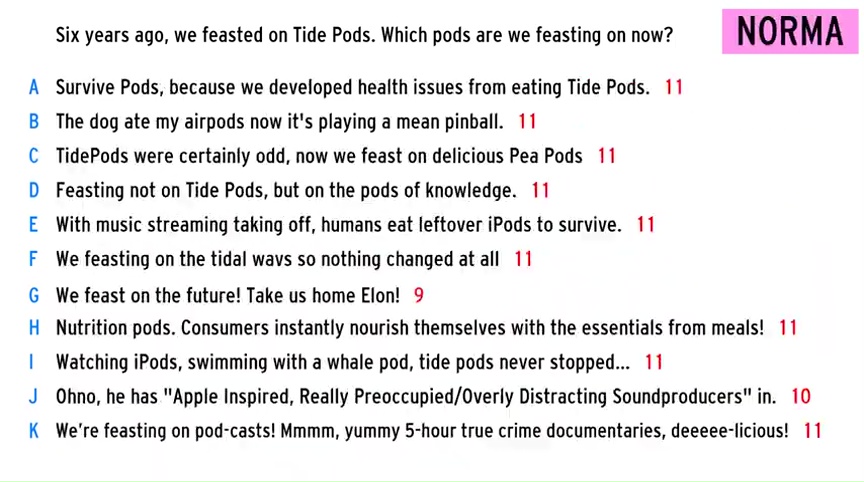 Six years ago, we feasted on Tide Pods. Which pods are we feasting on now?
NORMA
A Survive Pods, because we developed health issues from eating Tide Pods. 11
B The dog ate my airpods now it's playing a mean pinball. 11
C TidePods were certainly odd, now we feast on delicious Pea Pods 11
D Feasting not on Tide Pods, but on the pods of knowledge. 11
E With music streaming taking off, humans eat leftover iPods to survive. 11
F We feasting on the tidal wavs so nothing changed at all 11
G We feast on the future! Take us home Elon! 9
H Nutrition pods. Consumers instantly nourish themselves with the essentials from meals! 11
I Watching iPods, swimming with a whale pod, tide pods never stopped... 11
J Ohno, he has "Apple Inspired, Really Preoccupied/Overly Distracting Soundproducers" in. 10
K We're feasting on pod-casts! Mmmm, yummy 5-hour true crime documentaries, deeeee-licious! 11